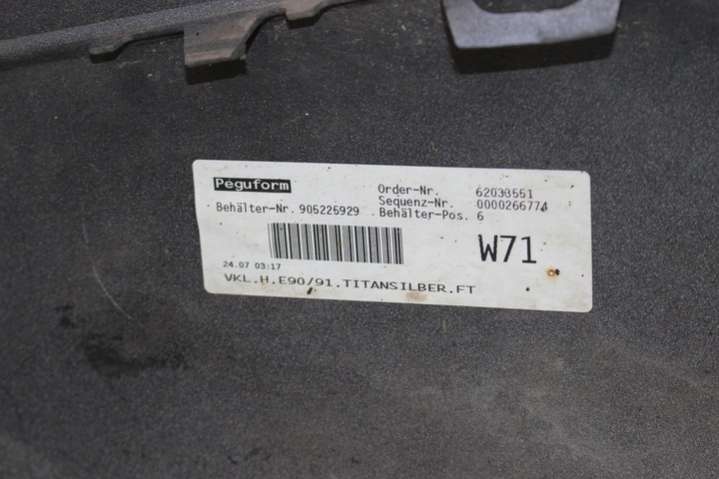 Peguform
Order-Nr. 62038551
Sequenz-Nr. 0000266774
Behälter-Nr. 905225929 Behälter-Pos. 6
W71
24.07 03:17
VKL.H.E90/91.TITANSILBER.FT